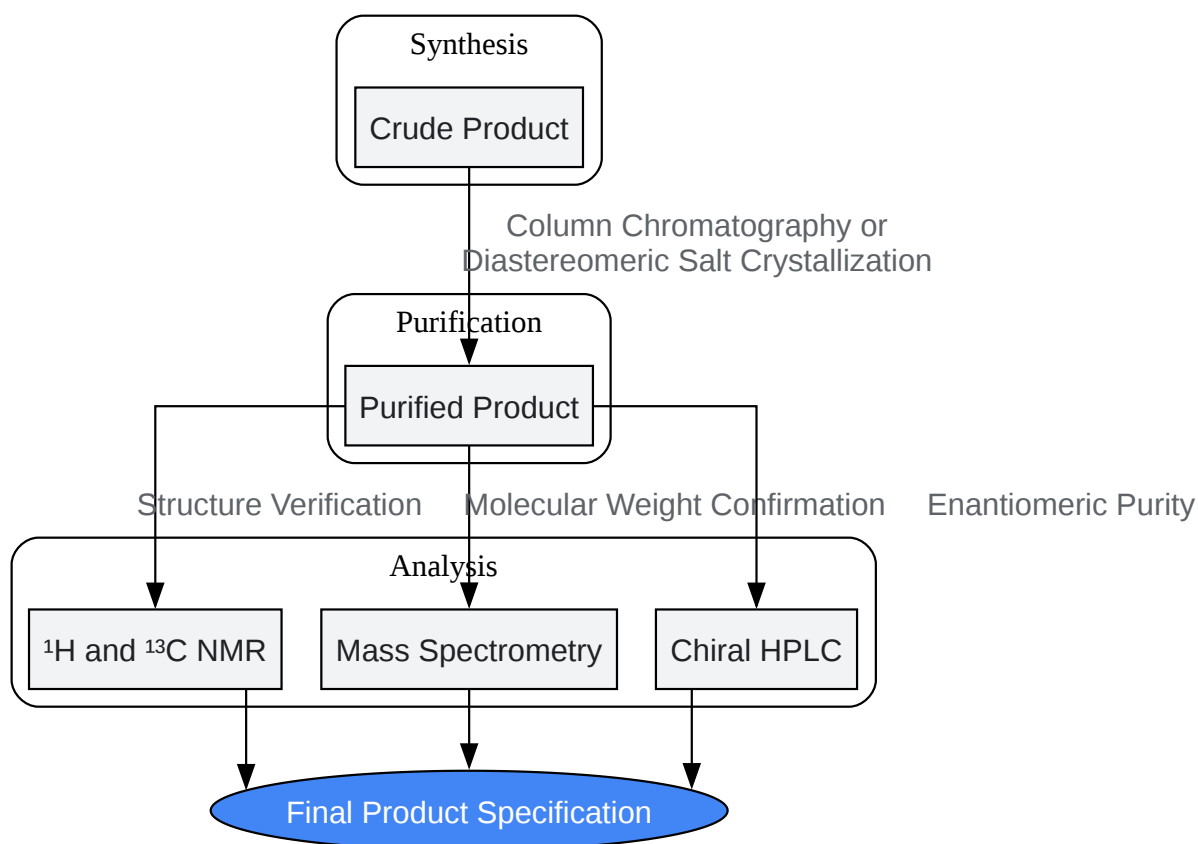 Synthesis
Crude Product
Column Chromatography or
Diastereomeric Salt Crystallization
Purification
Purified Product
Structure Verification
Molecular Weight Confirmation
Enantiomeric Purity
Analysis
¹H and ¹³C NMR
Mass Spectrometry
Chiral HPLC
Final Product Specification